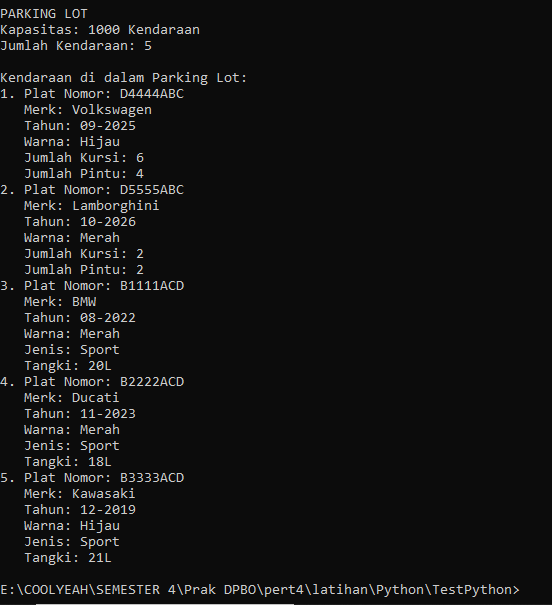 PARKING LOT
Kapasitas: 1000 Kendaraan
Jumlah Kendaraan: 5
Kendaraan di dalam Parking Lot:
1. Plat Nomor: D4444ABC
Merk: Volkswagen
Tahun: 09-2025
Warna: Hijau
Jumlah Kursi: 6
Jumlah Pintu: 4
2. Plat Nomor: D5555ABC
Merk: Lamborghini
Tahun: 10-2026
Warna: Merah
Jumlah Kursi: 2
Jumlah Pintu: 2
3. Plat Nomor: B1111ACD
Merk: BMW
Tahun: 08-2022
Warna: Merah
Jenis: Sport
Tangki: 20L
4. Plat Nomor: B2222ACD
Merk: Ducati
Tahun: 11-2023
Warna: Merah
Jenis: Sport
Tangki: 18L
5. Plat Nomor: B3333ACD
Merk: Kawasaki
Tahun: 12-2019
Warna: Hijau
Jenis: Sport
Tangki: 21L
E:\COOLYEAH\SEMESTER 4\Prak DPBO\pert4\latihan\Python\TestPython>